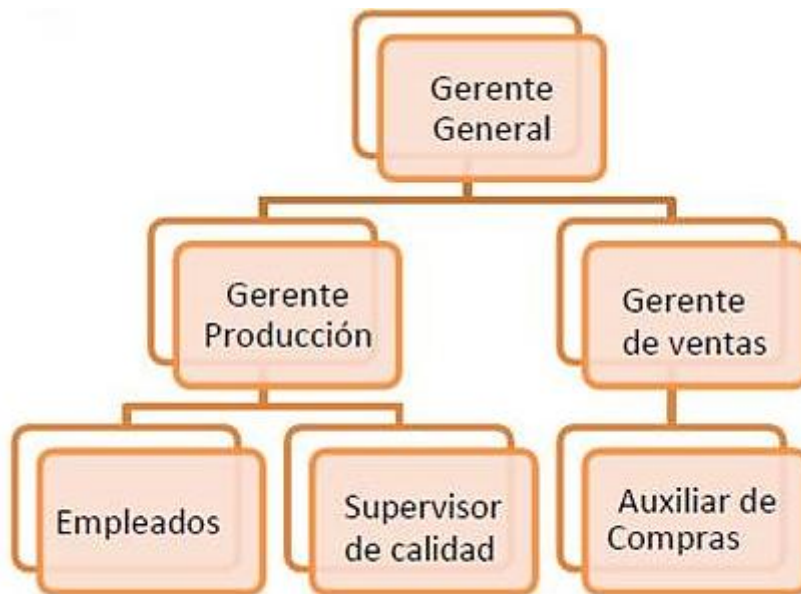 Gerente
General
Gerente
Producción
Gerente
de ventas
Empleados
Supervisor
de calidad
Auxiliar de
Compras